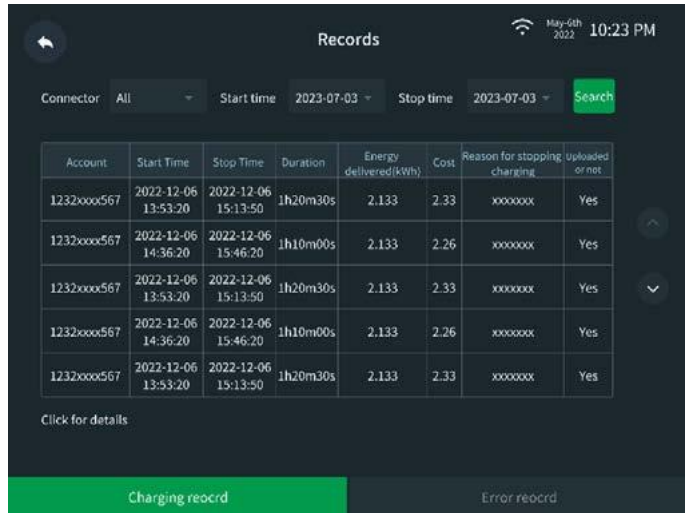 Records
May-6th
2022
10:23 PM
Connector All Start time 2023-07-03 Stop time 2023-07-03 Search
Account Start Time Stop Time Duration Energy delivered(kWh) Cost Reason for stopping charging Uploaded or not
1232xxxx567 2022-12-06 13:53:20 2022-12-06 15:13:50 1h20m30s 2.133 2.33 xxxxxxx Yes
1232xxxx567 2022-12-06 14:36:20 2022-12-06 15:46:20 1h10m00s 2.133 2.26 xxxxxxx Yes
1232xxxx567 2022-12-06 13:53:20 2022-12-06 15:13:50 1h20m30s 2.133 2.33 xxxxxxx Yes
1232xxxx567 2022-12-06 14:36:20 2022-12-06 15:46:20 1h10m00s 2.133 2.26 xxxxxxx Yes
1232xxxx567 2022-12-06 13:53:20 2022-12-06 15:13:50 1h20m30s 2.133 2.33 xxxxxxx Yes
Click for details
Charging reocrd Error reocrd